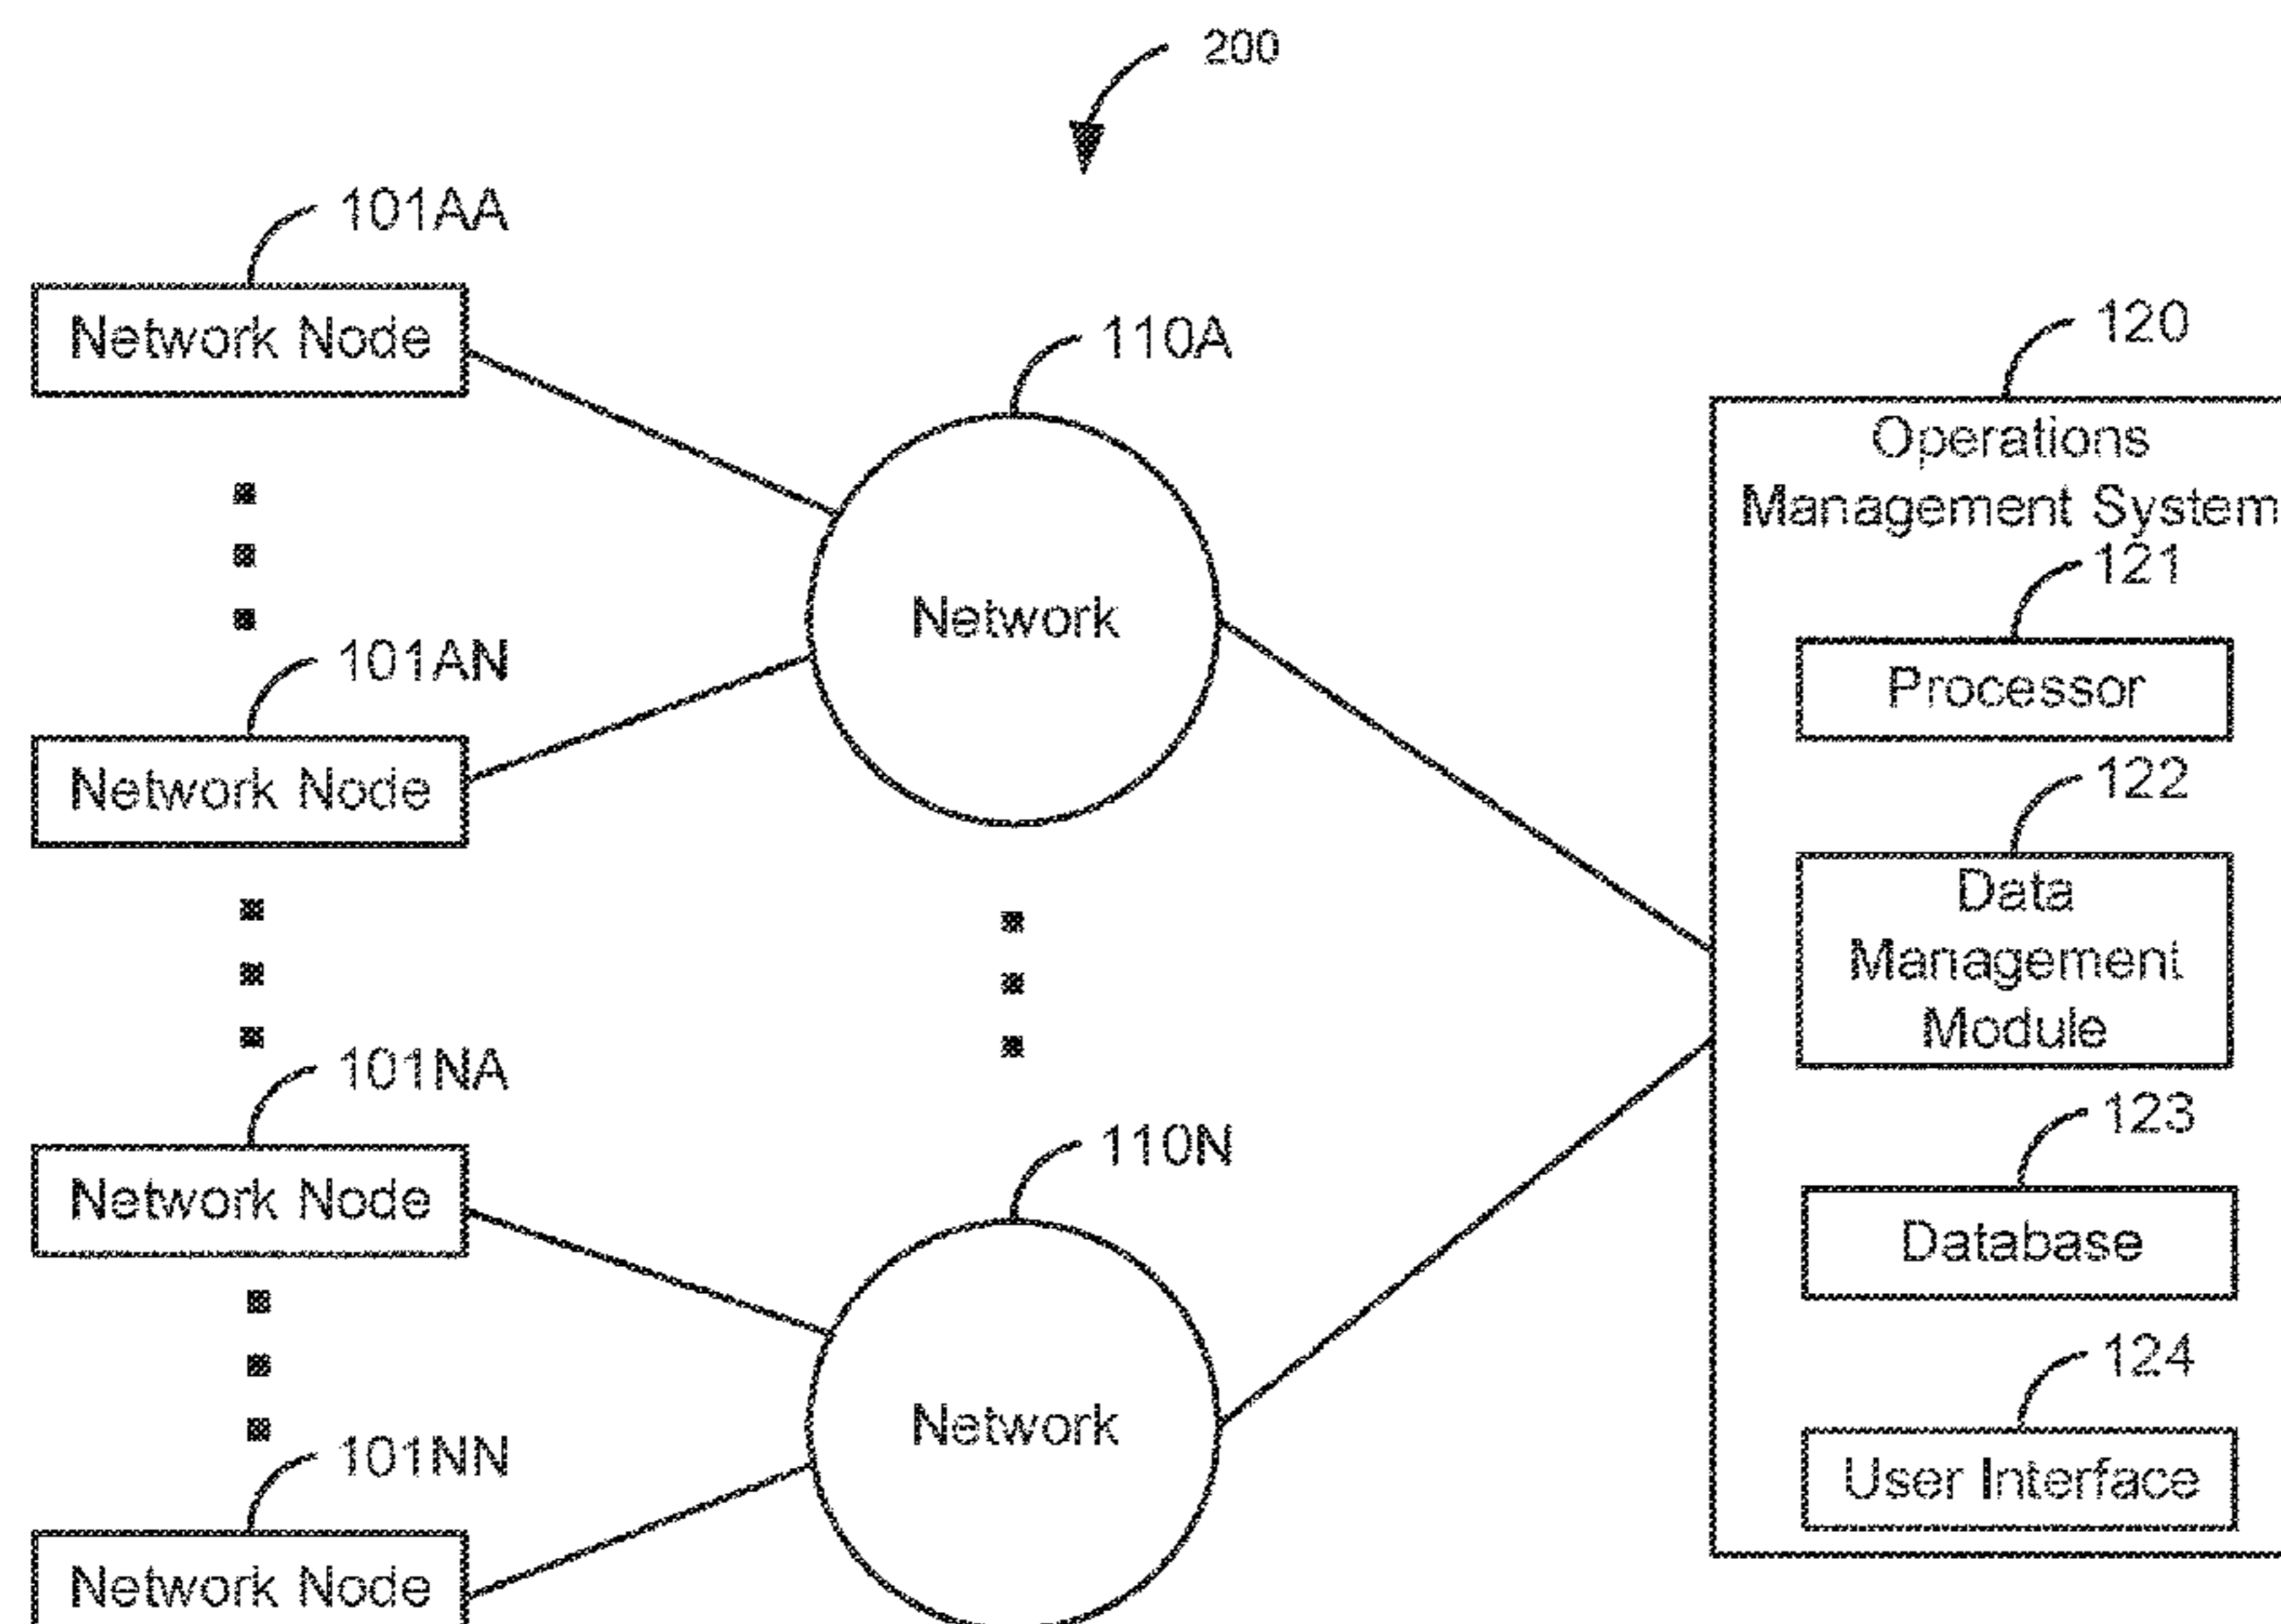 200
101AA
Network Node
110A
120
Operations
Management System
121
Network
101AN
Processor
Network Node
122
Data
Management
Module
101NA
123
110N
Network Node
Database
124
Network
101NN
User Interface
Network Node